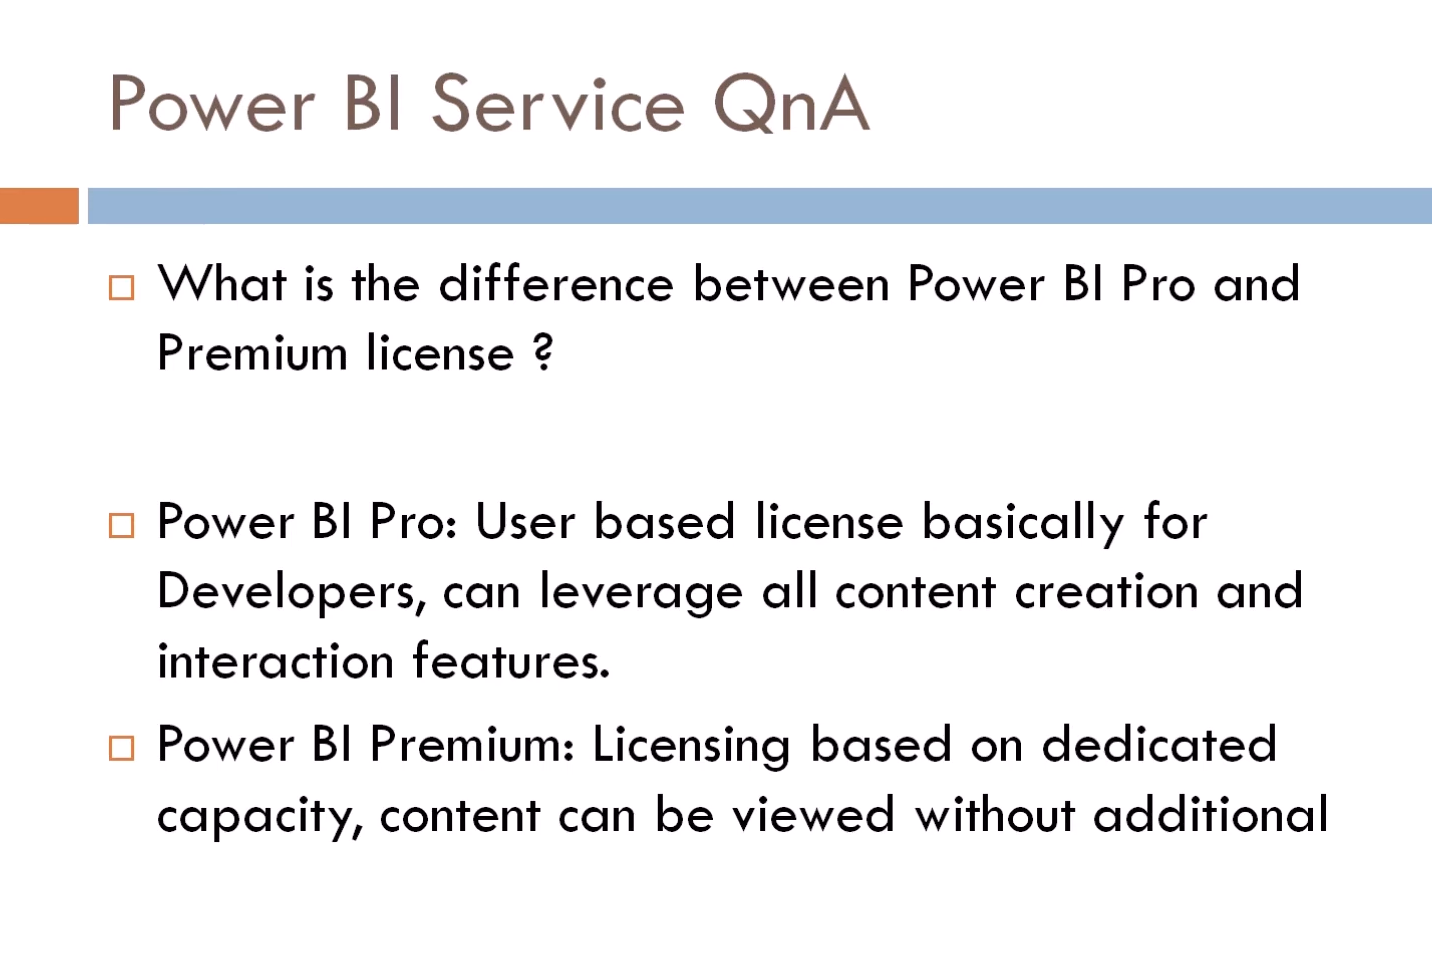 Power BI Service QnA
What is the difference between Power BI Pro and
Premium license ?
Power BI Pro: User based license basically for
Developers, can leverage all content creation and
interaction features.
Power BI Premium: Licensing based on dedicated
capacity, content can be viewed without additional